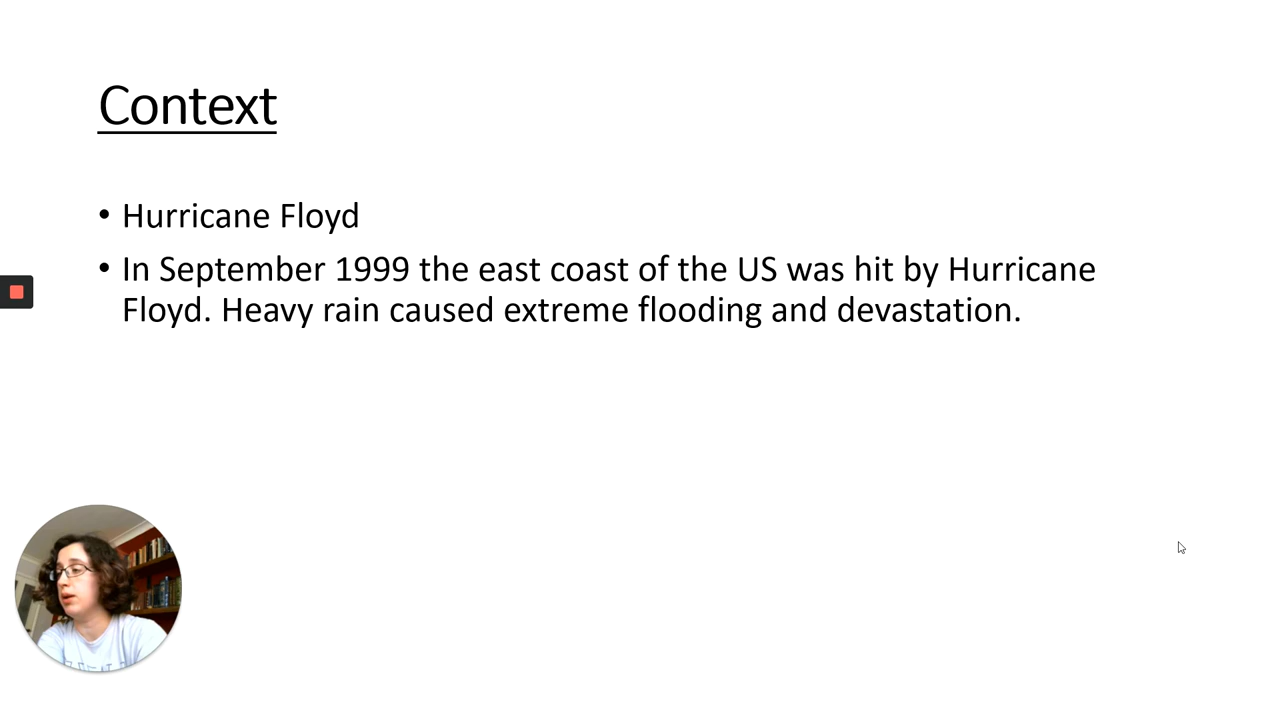 Context
• Hurricane Floyd
• In September 1999 the east coast of the US was hit by Hurricane
Floyd. Heavy rain caused extreme flooding and devastation.